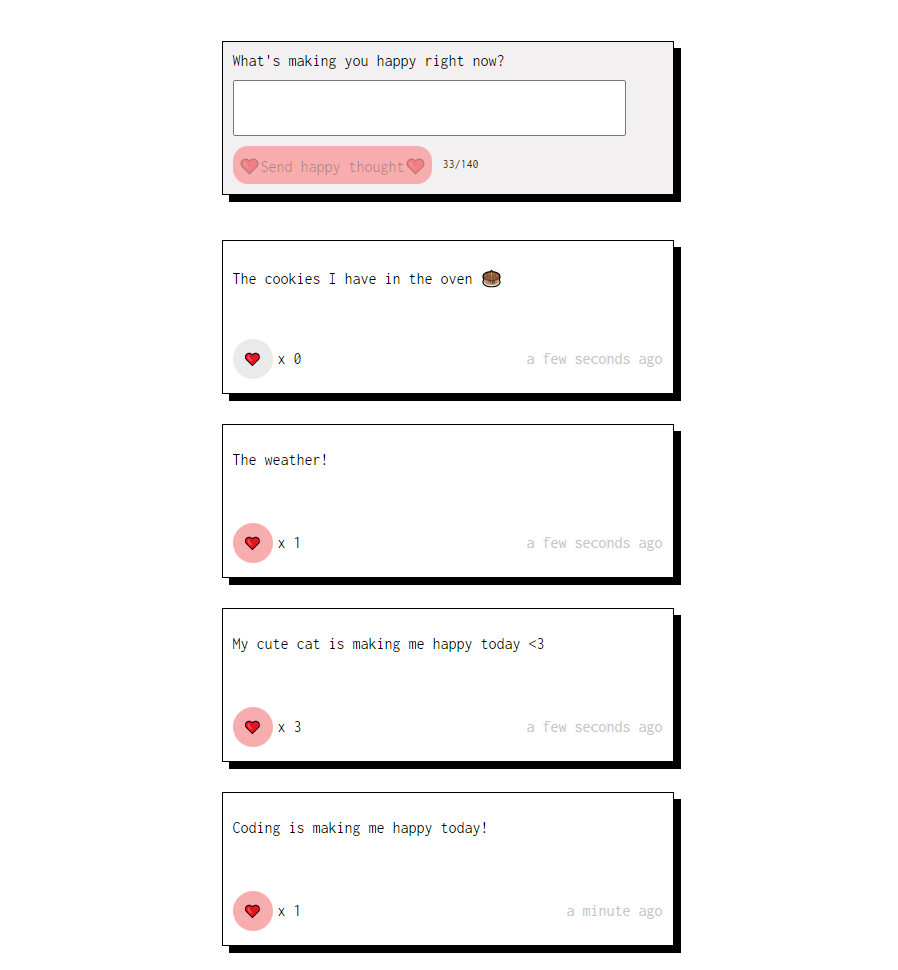 What's making you happy right now?
❤️Send happy thought❤️ 33/140
The cookies I have in the oven
x 0 a few seconds ago
The weather!
x 1 a few seconds ago
My cute cat is making me happy today <3
x 3 a few seconds ago
Coding is making me happy today!
x 1 a minute ago